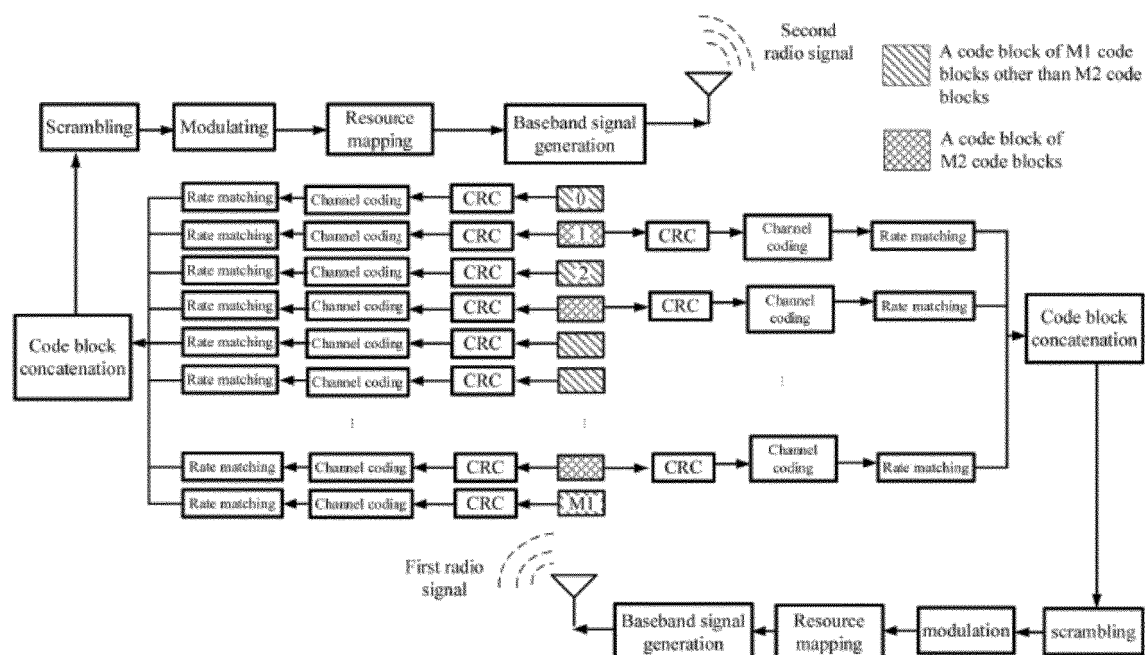 Second
radio signal
A code block of M1 code
blocks other than M2 code
blocks
A code block of
M2 code blocks
Scrambling
Modulating
Resource
mapping
Baseband signal
generation
Rate matching
Channel coding
CRC
0
Rate matching
Channel coding
CRC
1
CRC
Channel
coding
Rate matching
Rate matching
Channel coding
CRC
2
Rate matching
Channel coding
CRC
CRC
Channel
coding
Rate matching
Code block
concatenation
Rate matching
Channel coding
CRC
Code block
concatenation
Rate matching
Channel coding
CRC
Rate matching
Channel coding
CRC
CRC
Channel
coding
Rate matching
Rate matching
Channel coding
CRC
M1
First radio
signal
Baseband signal
generation
Resource
mapping
modulation
scrambling